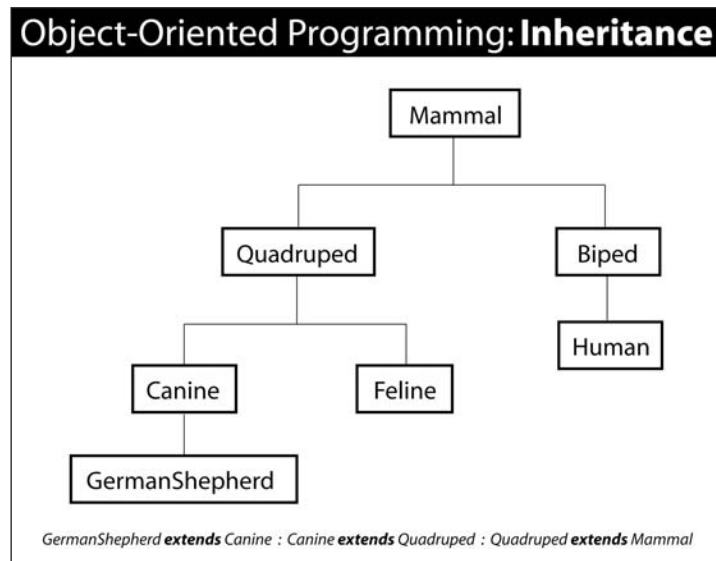 Object-Oriented Programming: Inheritance
Mammal
Quadruped
Biped
Human
Canine
Feline
GermanShepherd
GermanShepherd extends Canine : Canine extends Quadruped : Quadruped extends Mammal